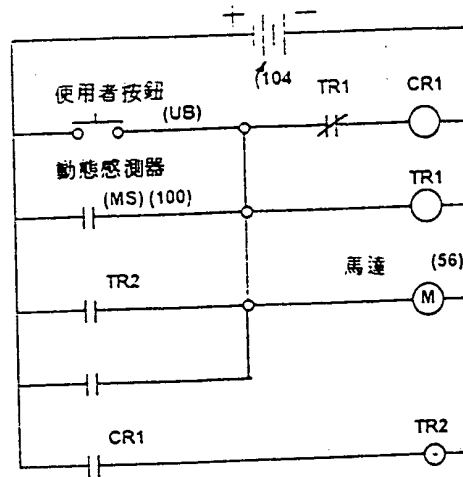 + −
(104
使用者按鈕
(UB)
TR1
CR1
動態感測器
(MS) (100)
TR1
TR2
馬達
(56)
M
CR1
TR2